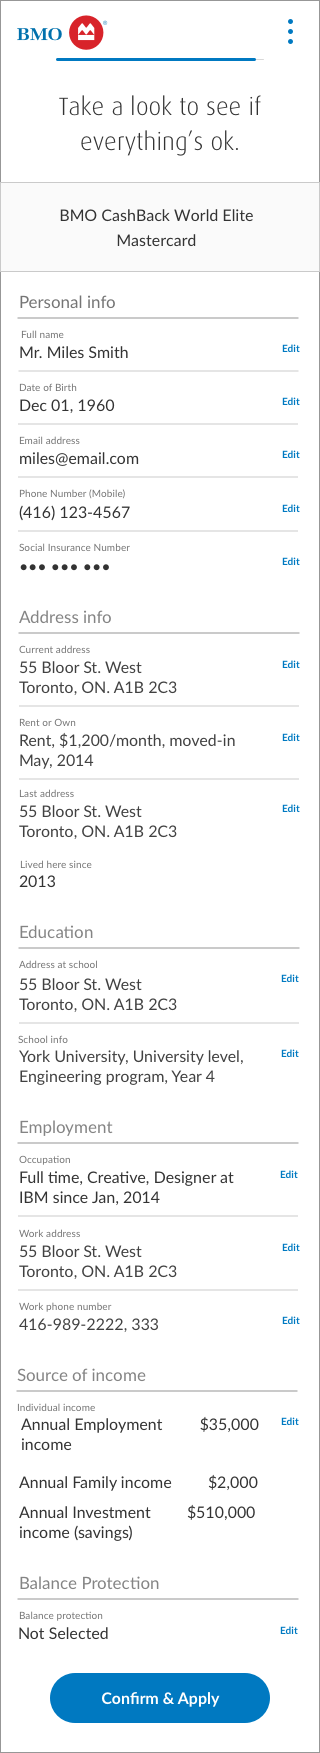 BMO
Take a look to see if
everything's ok.
BMO CashBack World Elite
Mastercard
Personal info
Full name
Mr. Miles Smith
Edit
Date of Birth
Dec 01, 1960
Edit
Email address
miles@email.com
Edit
Phone Number (Mobile)
(416) 123-4567
Edit
Social Insurance Number
••• ••• •••
Edit
Address info
Current address
55 Bloor St. West
Edit
Toronto, ON. A1B 2C3
Rent or Own
Rent, $1,200/month, moved-in
Edit
May, 2014
Last address
55 Bloor St. West
Edit
Toronto, ON. A1B 2C3
Lived here since
2013
Education
Address at school
55 Bloor St. West
Edit
Toronto, ON. A1B 2C3
School info
York University, University level,
Edit
Engineering program, Year 4
Employment
Occupation
Full time, Creative, Designer at
Edit
IBM since Jan, 2014
Work address
55 Bloor St. West
Edit
Toronto, ON. A1B 2C3
Work phone number
416-989-2222, 333
Edit
Source of income
Individual income
Annual Employment $35,000 Edit
income
Annual Family income $2,000
Annual Investment $510,000
income (savings)
Balance Protection
Balance protection
Not Selected
Edit
Confirm & Apply